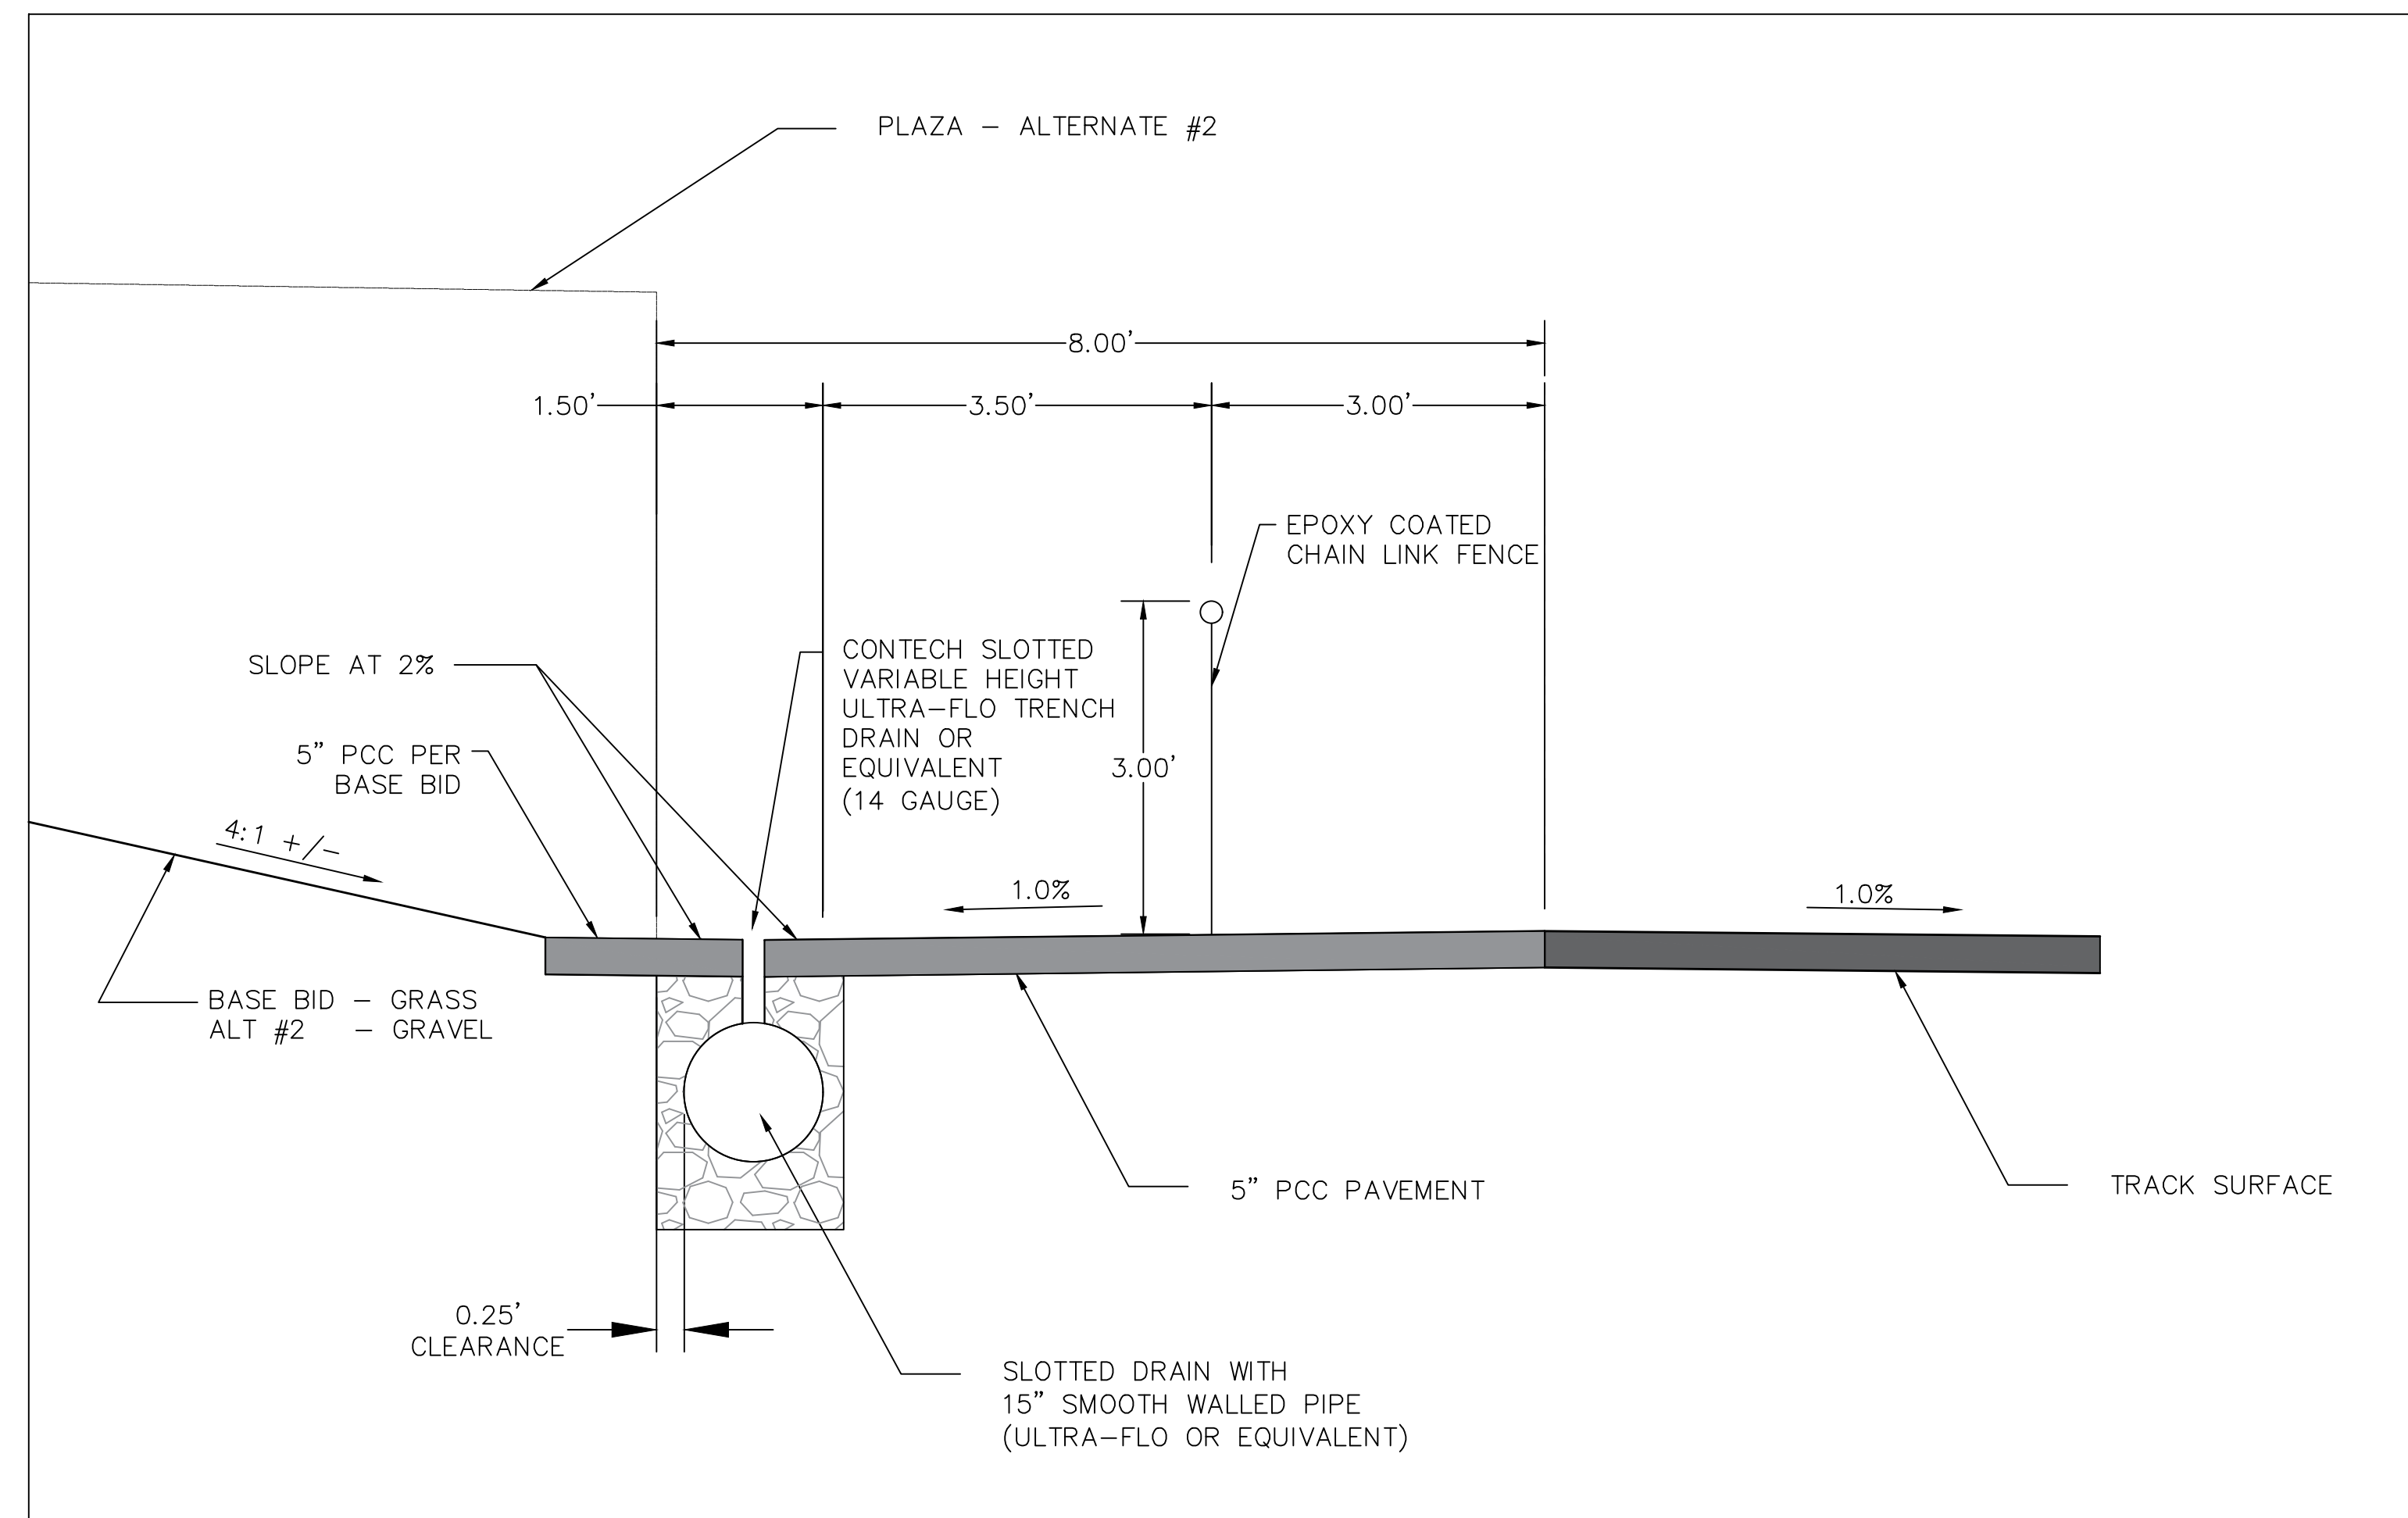 PLAZA – ALTERNATE #2
8.00’
1.50’
3.50’
3.00’
EPOXY COATED
CHAIN LINK FENCE
SLOPE AT 2%
CONTECH SLOTTED
VARIABLE HEIGHT
ULTRA–FLO TRENCH
DRAIN OR
EQUIVALENT
(14 GAUGE)
3.00’
5” PCC PER
BASE BID
4:1 +/–
1.0%
1.0%
BASE BID – GRASS
ALT #2 – GRAVEL
5” PCC PAVEMENT
TRACK SURFACE
0.25’
CLEARANCE
SLOTTED DRAIN WITH
15” SMOOTH WALLED PIPE
(ULTRA–FLO OR EQUIVALENT)